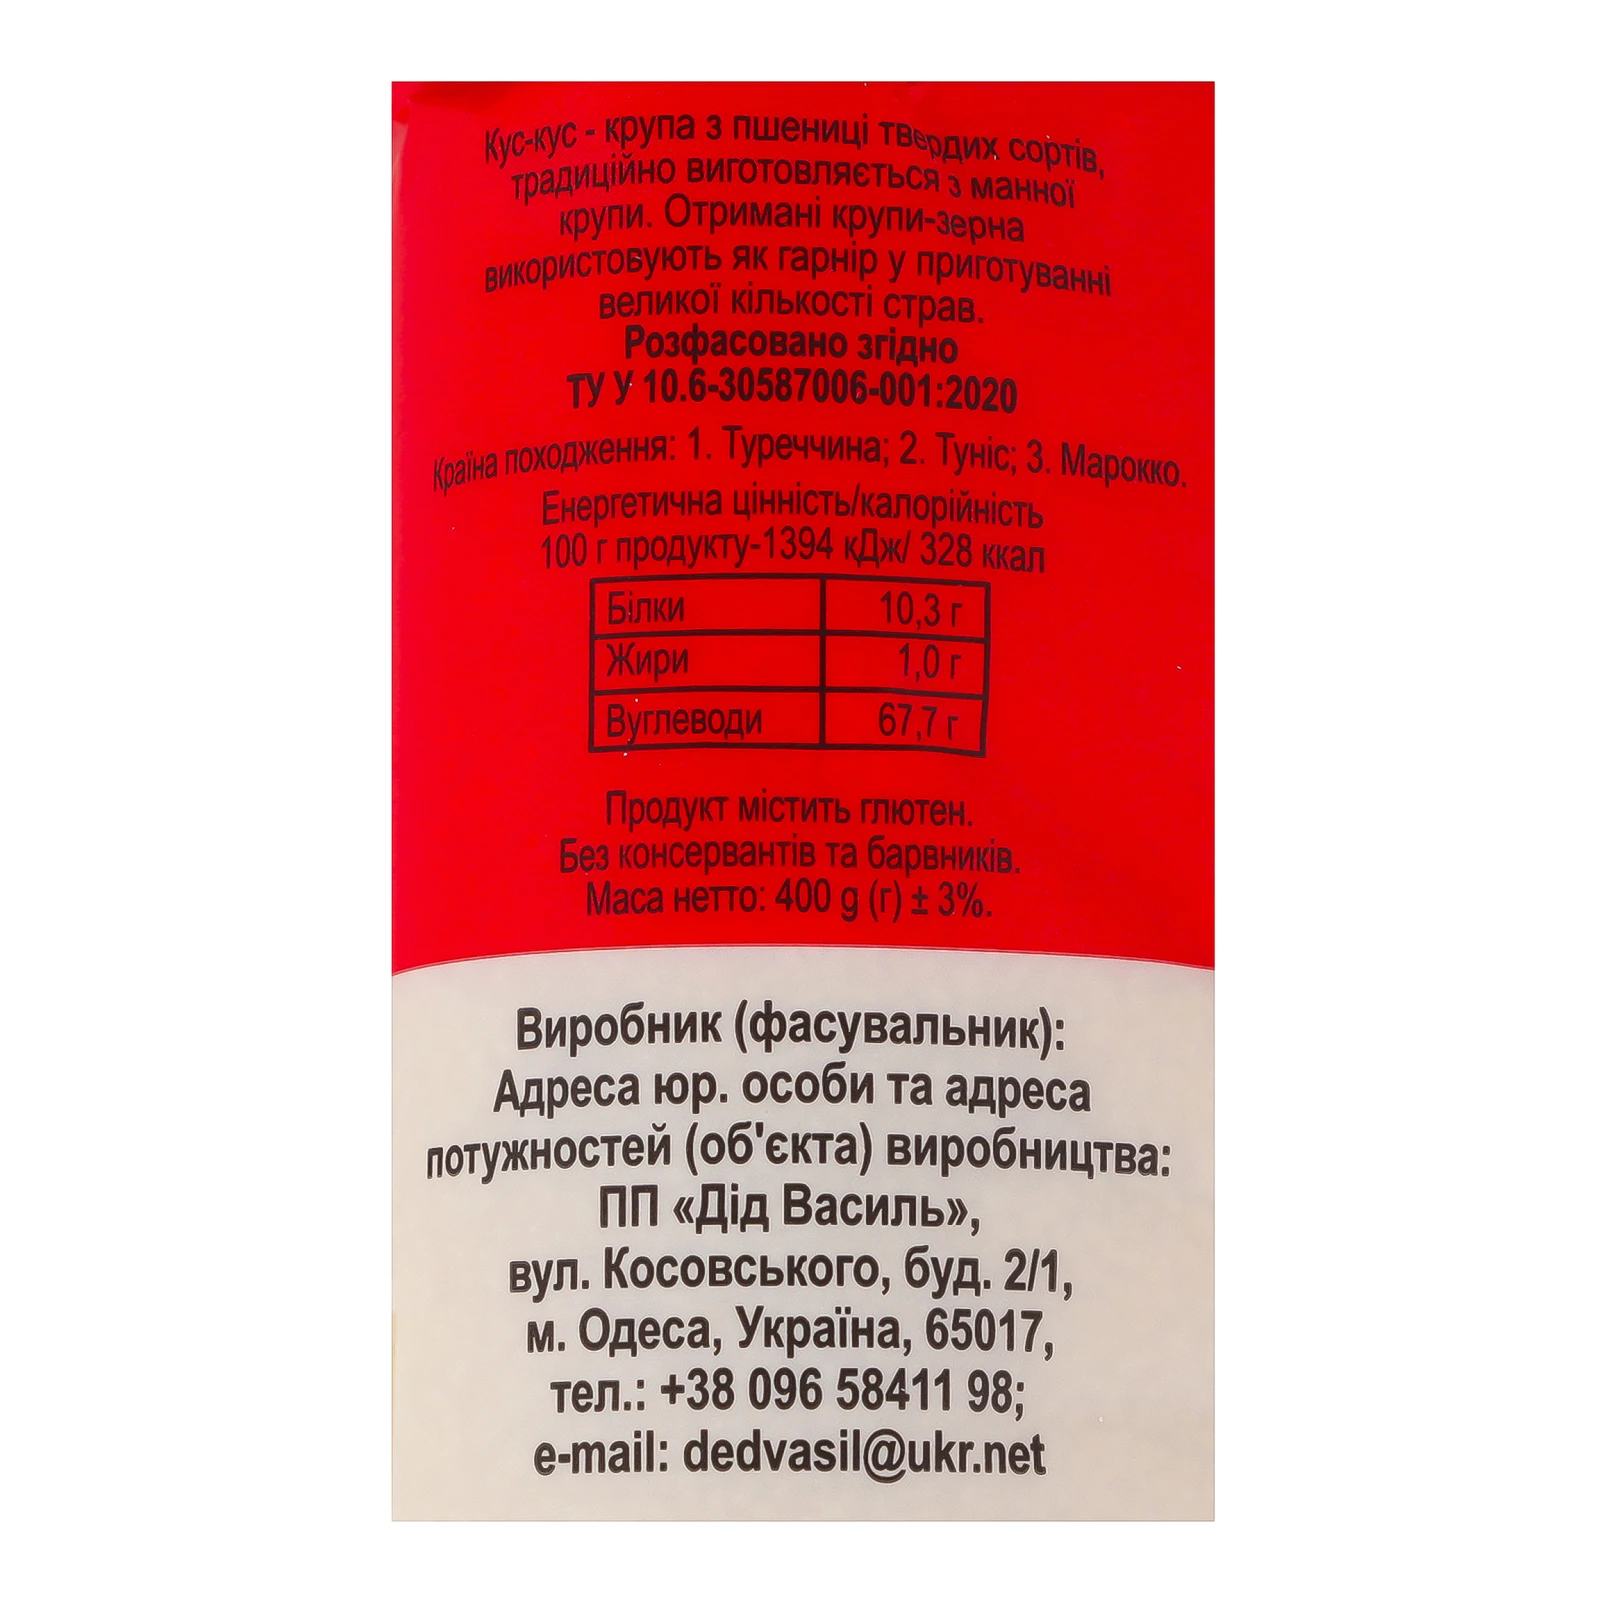 Кус-кус - крупа з пшениці твердих сортів,
традиційно виготовляється з манної
крупи. Отримані крупи-зерна
використовують як гарнір у приготуванні
великої кількості страв.
Розфасовано згідно
ТУ У 10.6-30587006-001:2020
Країна походження: 1. Туреччина; 2. Туніс; 3. Марокко.
Енергетична цінність/калорійність
100 г продукту-1394 кДж/ 328 ккал
Білки 10,3 г
Жири 1,0 г
Вуглеводи 67,7 г
Продукт містить глютен.
Без консервантів та барвників.
Маса нетто: 400 g (г) ± 3%.
Виробник (фасувальник):
Адреса юр. особи та адреса
потужностей (об'єкта) виробництва:
ПП «Дід Василь»,
вул. Косовського, буд. 2/1,
м. Одеса, Україна, 65017,
тел.: +38 096 58411 98;
e-mail: dedvasil@ukr.net